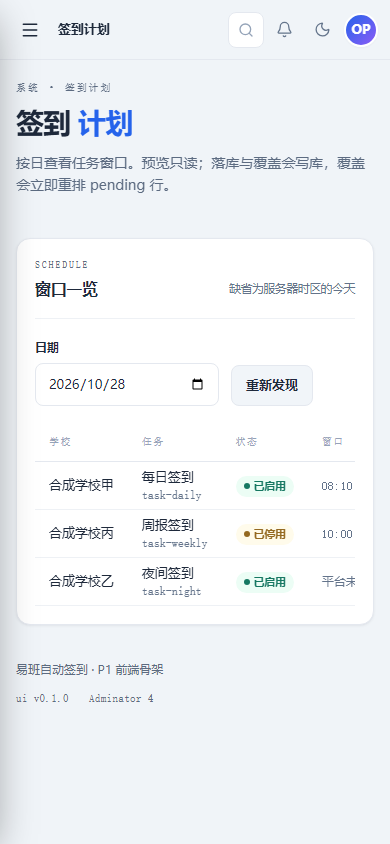 签到计划
OP
系统 · 签到计划
签到 计划
按日查看任务窗口。预览只读；落库与覆盖会写库，覆盖
会立即重排 pending 行。
SCHEDULE
窗口一览
缺省为服务器时区的今天
日期
2026/10/28
重新发现
学校 任务 状态 窗口
合成学校甲 每日签到 已启用 08:10
task-daily
合成学校丙 周报签到 已停用 10:00
task-weekly
合成学校乙 夜间签到 已启用 平台未
task-night
易班自动签到 · P1 前端骨架
ui v0.1.0 Adminator 4